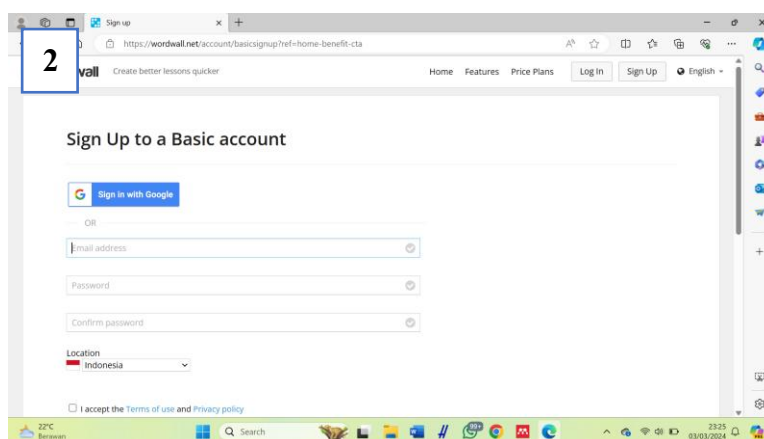 Sign up
https://wordwall.net/account/basicsignup?ref=home-benefit-cta
2
wall Create better lessons quicker Home Features Price Plans Log In Sign Up English
Sign Up to a Basic account
G Sign in with Google
OR
Email address
Password
Confirm password
Location
Indonesia
I accept the Terms of use and Privacy policy
22°C
Berawan
Search
99+
23:25
03/03/2024